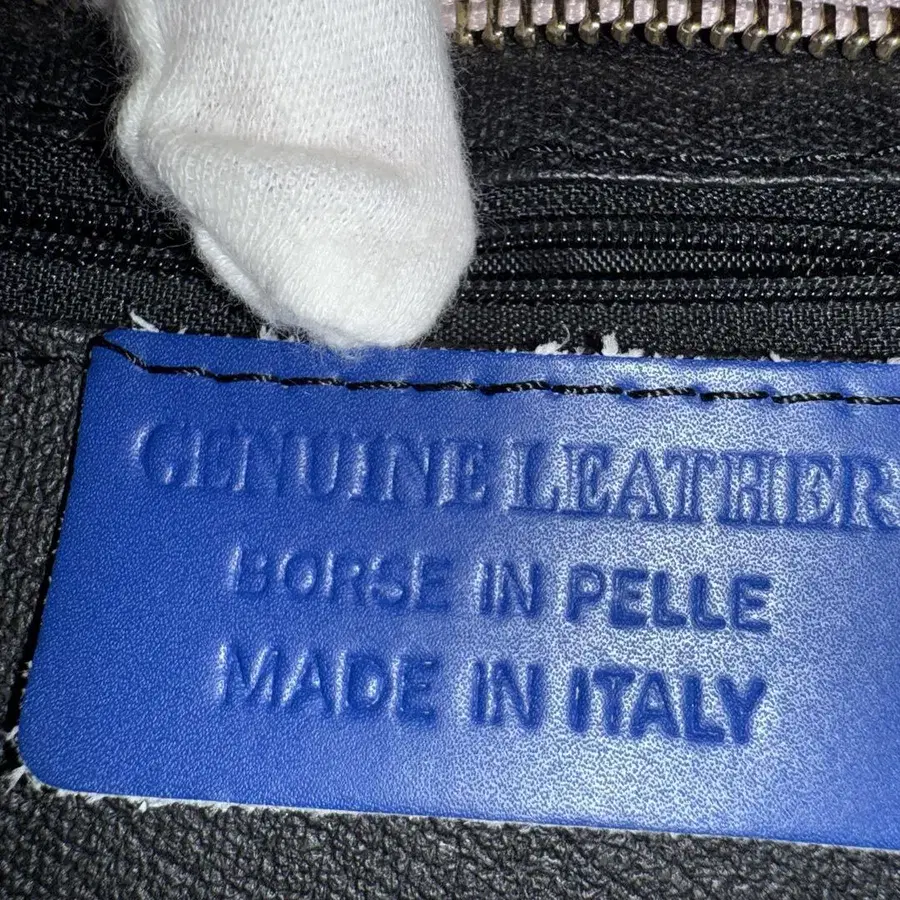 GENUINE LEATHER
BORSE IN PELLE
MADE IN ITALY